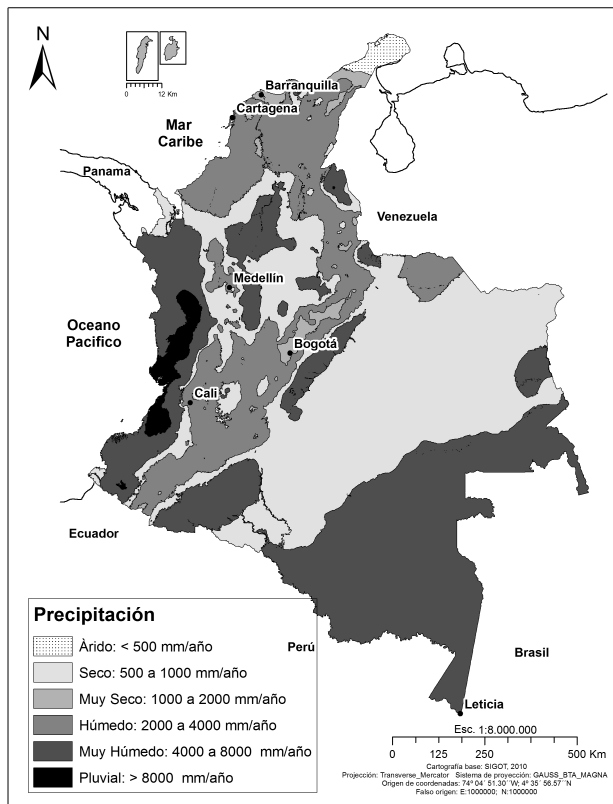 N
0 12 Km
Barranquilla
Cartagena
Mar
Caribe
Panama
Venezuela
Medellín
Oceano
Pacifico
Bogotá
Cali
Ecuador
Precipitación
Àrido: < 500 mm/año
Seco: 500 a 1000 mm/año
Muy Seco: 1000 a 2000 mm/año
Húmedo: 2000 a 4000 mm/año
Muy Húmedo: 4000 a 8000 mm/año
Pluvial: > 8000 mm/año
Perú
Brasil
Leticia
Esc. 1:8.000.000
0 125 250 500 Km
Cartografía base: SIGOT, 2010
Projección: Transverse_Mercator Sistema de proyección: GAUSS_BTA_MAGNA
Origen de coordenadas: 74º 04´ 51.30´´W; 4º 35´ 56.57´´N
Falso origen: E:1000000; N:1000000